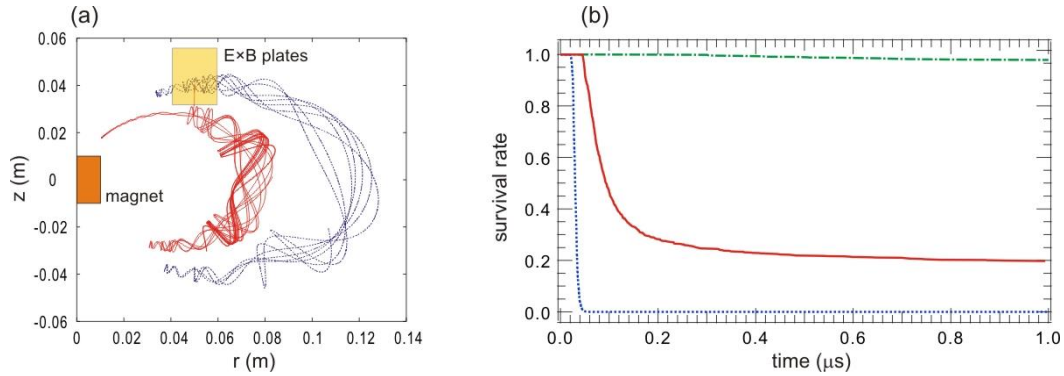 (a)
0.06
0.04
0.02
0
-0.02
-0.04
-0.06
z (m)
E×B plates
magnet
0 0.02 0.04 0.06 0.08 0.1 0.12 0.14
r (m)
(b)
1.0
0.8
0.6
0.4
0.2
0.0
survival rate
0.0 0.2 0.4 0.6 0.8 1.0
time (μs)